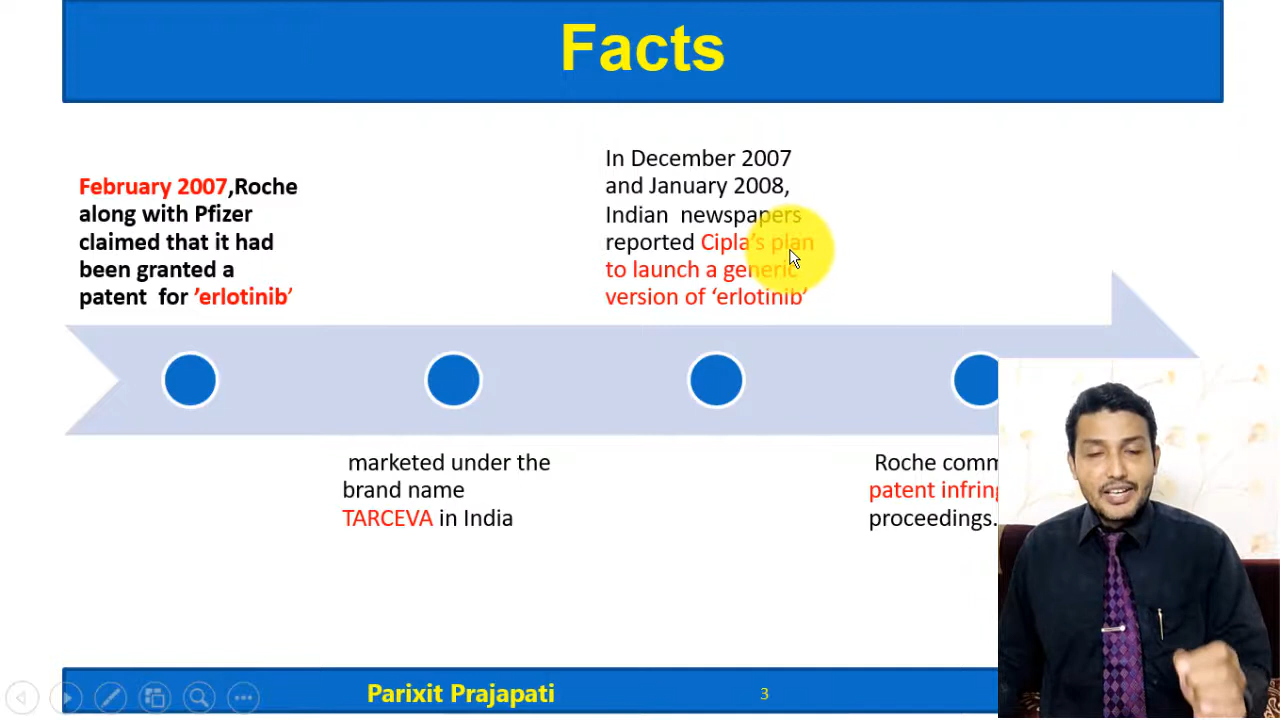 Facts
February 2007,Roche
along with Pfizer
claimed that it had
been granted a
patent for ’erlotinib’
marketed under the
brand name
TARCEVA in India
In December 2007
and January 2008,
Indian newspapers
reported Cipla’s plan
to launch a generic
version of ‘erlotinib’
Roche comm
patent infring
proceedings.
Parixit Prajapati
3